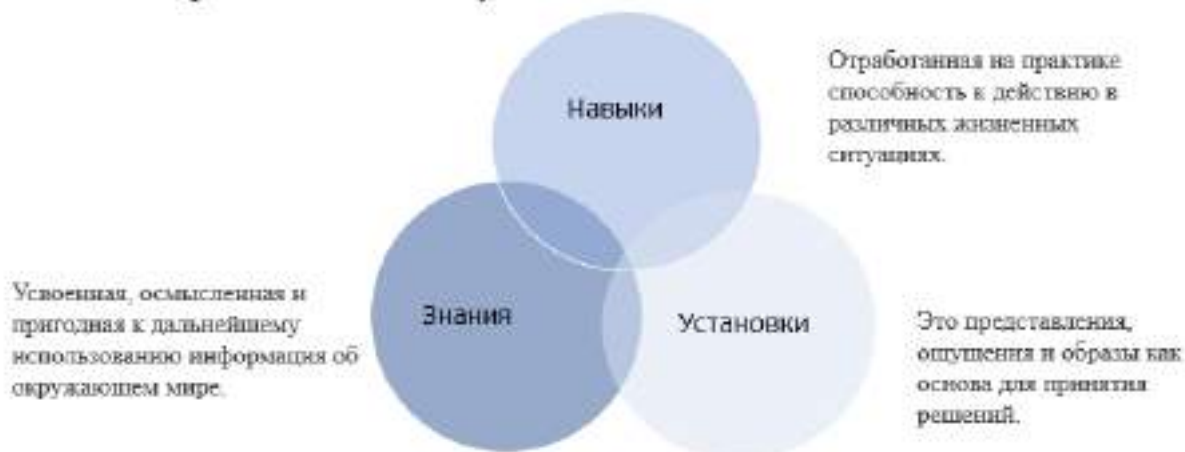 Навыки
Отработанная на практике
способность к действию в
различных жизненных
ситуациях.
Знания
Усвоенная, осмысленная и
пригодная к дальнейшему
использованию информация об
окружающем мире.
Установки
Это представления,
ощущения и образы как
основа для принятия
решений.